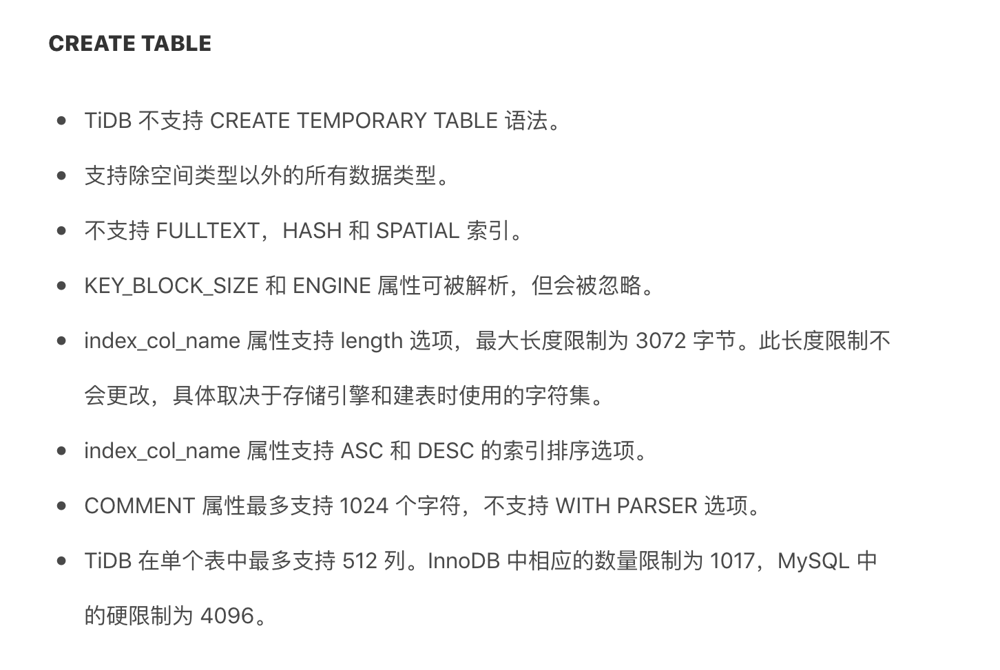 CREATE TABLE
TiDB 不支持 CREATE TEMPORARY TABLE 语法。
支持除空间类型以外的所有数据类型。
不支持 FULLTEXT，HASH 和 SPATIAL 索引。
KEY_BLOCK_SIZE 和 ENGINE 属性可被解析，但会被忽略。
index_col_name 属性支持 length 选项，最大长度限制为 3072 字节。此长度限制不
会更改，具体取决于存储引擎和建表时使用的字符集。
index_col_name 属性支持 ASC 和 DESC 的索引排序选项。
COMMENT 属性最多支持 1024 个字符，不支持 WITH PARSER 选项。
TiDB 在单个表中最多支持 512 列。InnoDB 中相应的数量限制为 1017，MySQL 中
的硬限制为 4096。